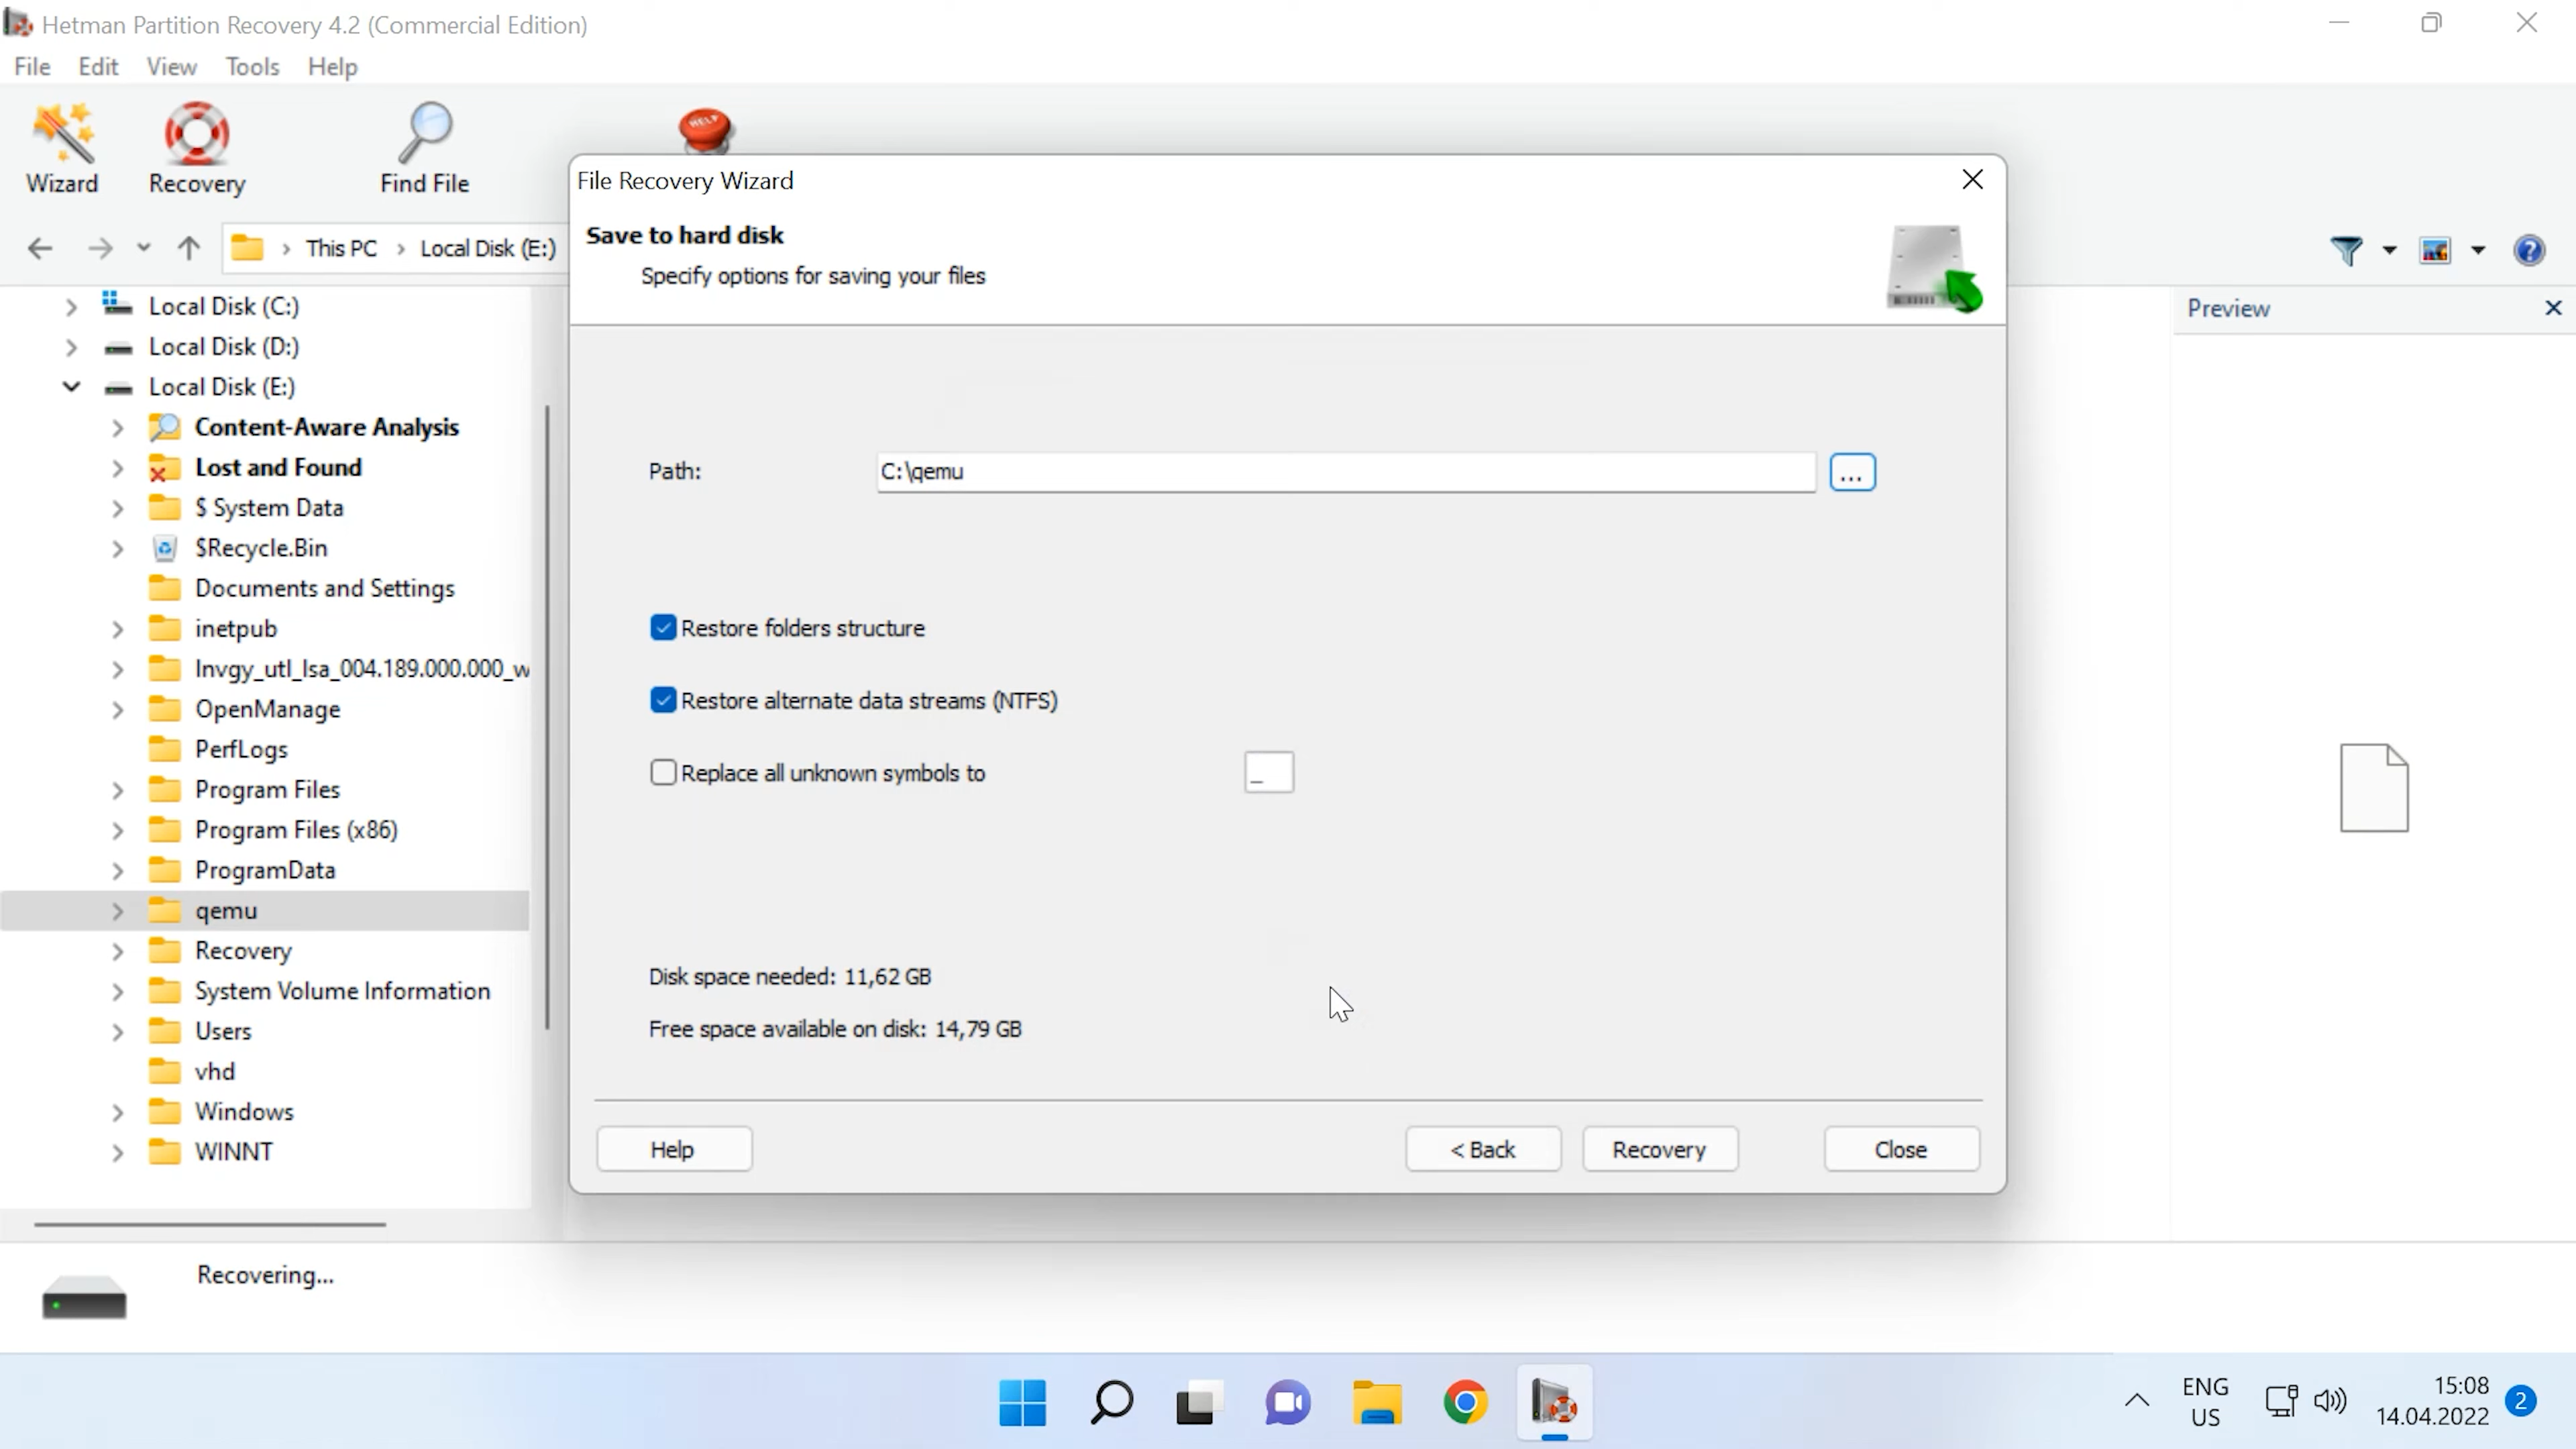 Hetman Partition Recovery 4.2 (Commercial Edition)
File Edit View Tools Help
HELP
Wizard Recovery Find File
This PC Local Disk (E:)
Local Disk (C:)
Local Disk (D:)
Local Disk (E:)
Content-Aware Analysis
Lost and Found
$ System Data
$Recycle.Bin
Documents and Settings
inetpub
Invgy_utl_lsa_004.189.000.000_w
OpenManage
PerfLogs
Program Files
Program Files (x86)
ProgramData
qemu
Recovery
System Volume Information
Users
vhd
Windows
WINNT
File Recovery Wizard
Save to hard disk
Specify options for saving your files
Path: C:\qemu ...
Restore folders structure
Restore alternate data streams (NTFS)
Replace all unknown symbols to _
Disk space needed: 11,62 GB
Free space available on disk: 14,79 GB
Help < Back Recovery Close
Preview
Recovering...
ENG
US
15:08
14.04.2022
2